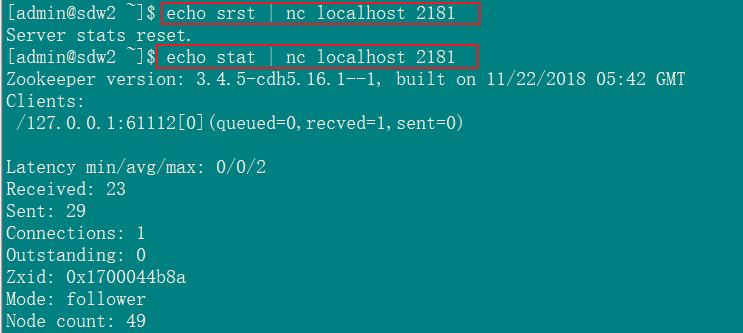 [admin@sdw2 ~]$ echo srst | nc localhost 2181
Server stats reset.
[admin@sdw2 ~]$ echo stat | nc localhost 2181
Zookeeper version: 3.4.5-cdh5.16.1--1, built on 11/22/2018 05:42 GMT
Clients:
 /127.0.0.1:61112[0](queued=0,recved=1,sent=0)

Latency min/avg/max: 0/0/2
Received: 23
Sent: 29
Connections: 1
Outstanding: 0
Zxid: 0x1700044b8a
Mode: follower
Node count: 49